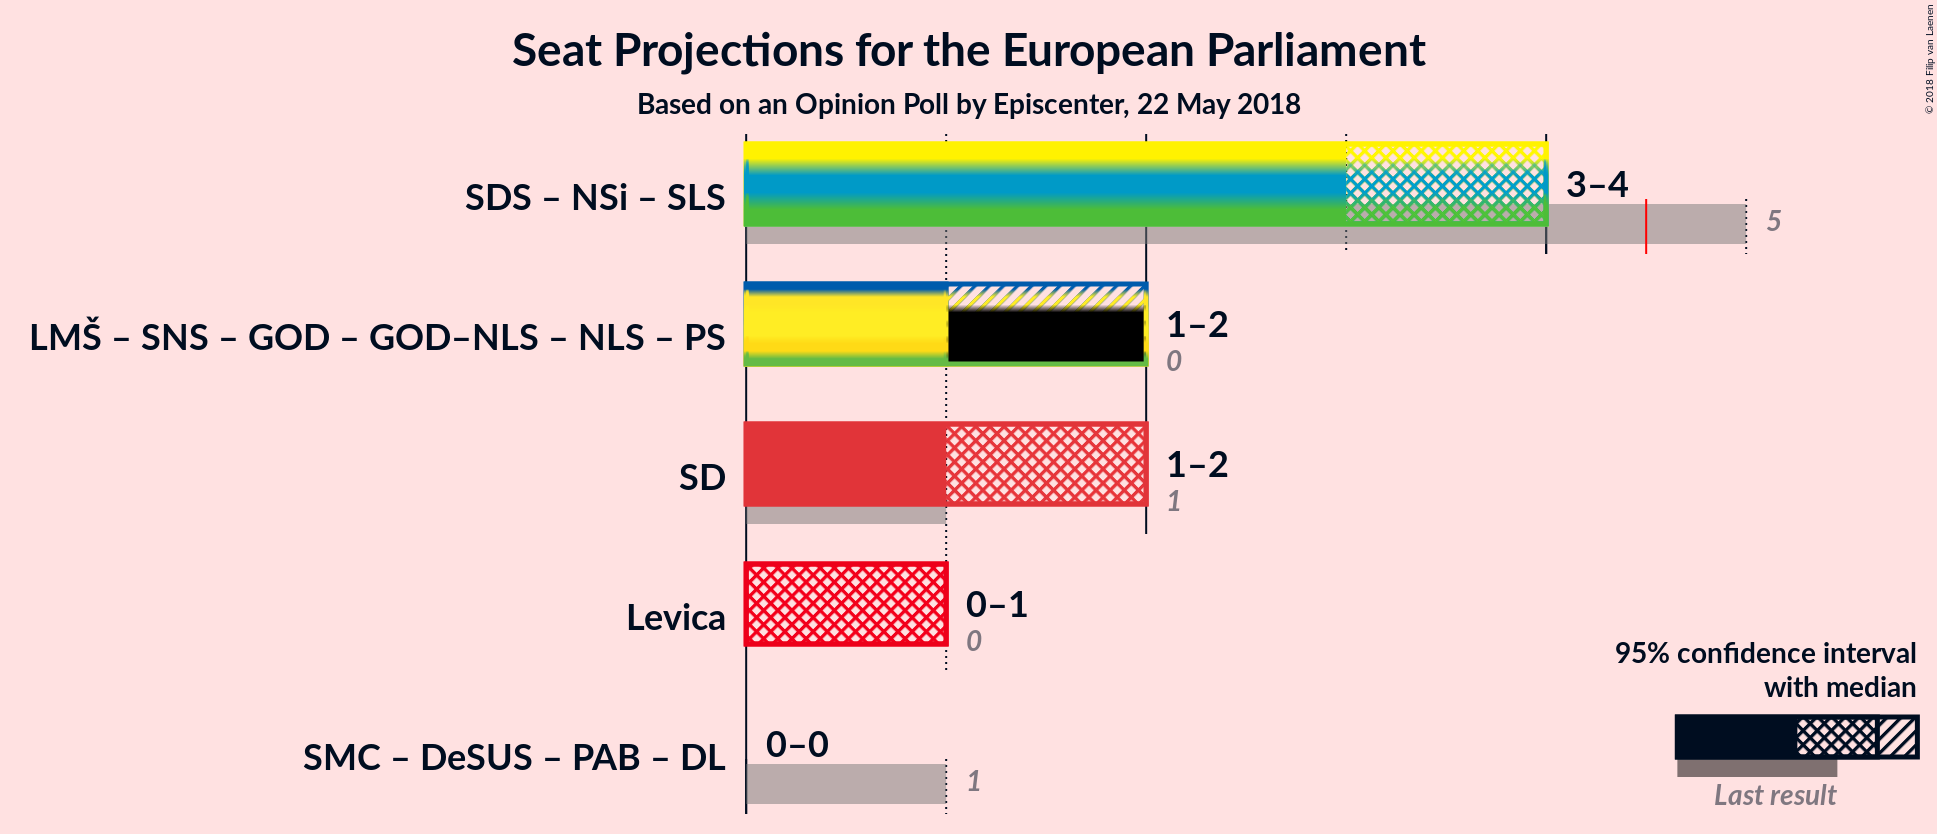 Seat Projections for the European Parliament
Based on an Opinion Poll by Episcenter, 22 May 2018
© 2018 Filip van Laenen
SDS – NSi – SLS
3–4
5
LMŠ – SNS – GOD – GOD–NLS – NLS – PS
1–2
0
SD
1–2
1
Levica
0–1
0
SMC – DeSUS – PAB – DL
0–0
1
95% confidence interval
with median
Last result